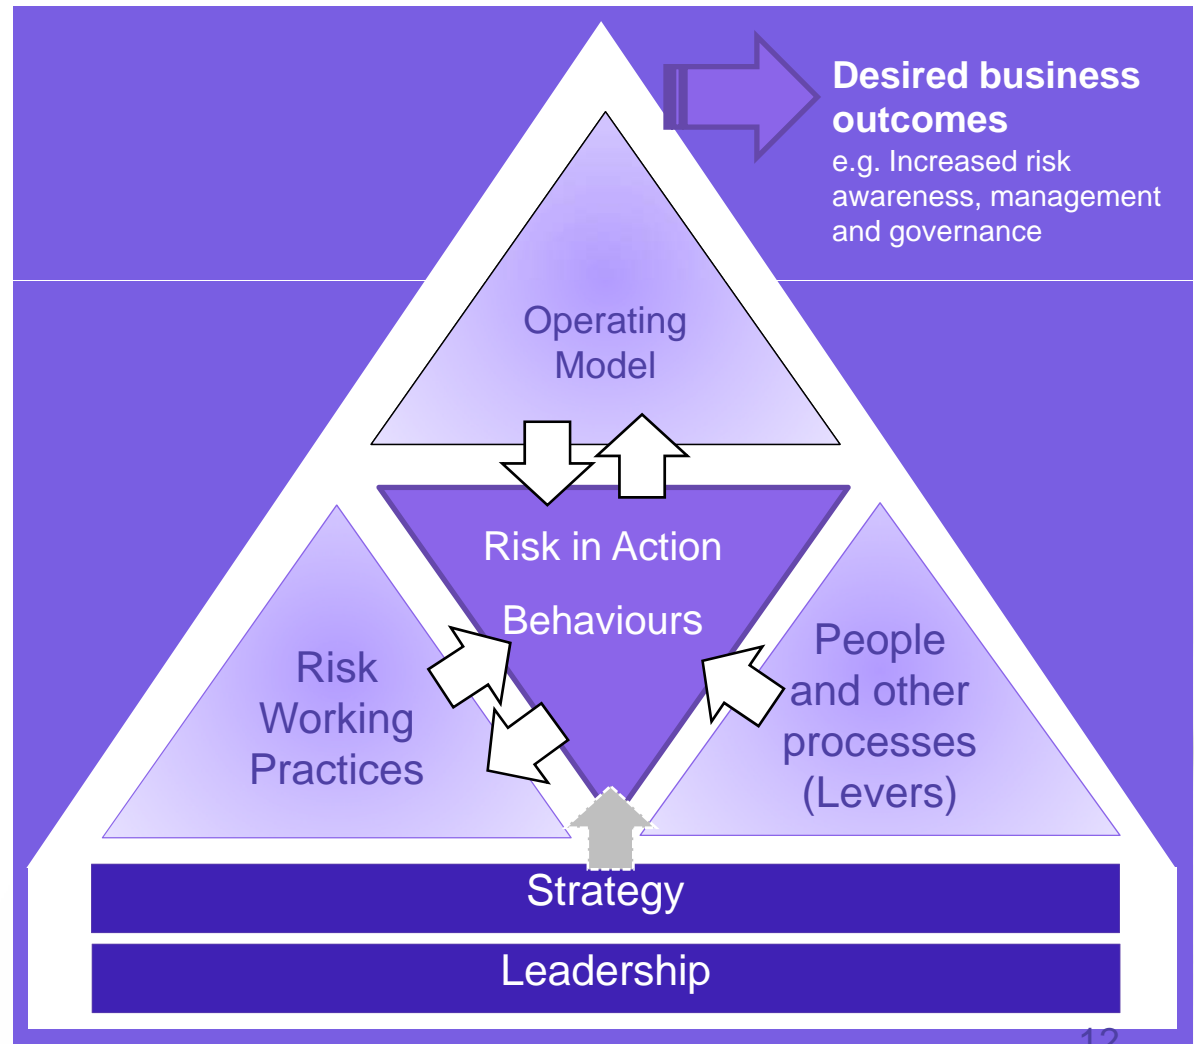 Desired business
outcomes
e.g. Increased risk
awareness, management
and governance
Operating
Model
Risk in Action
Behaviours
Risk
Working
Practices
People
and other
processes
(Levers)
Strategy
Leadership
12